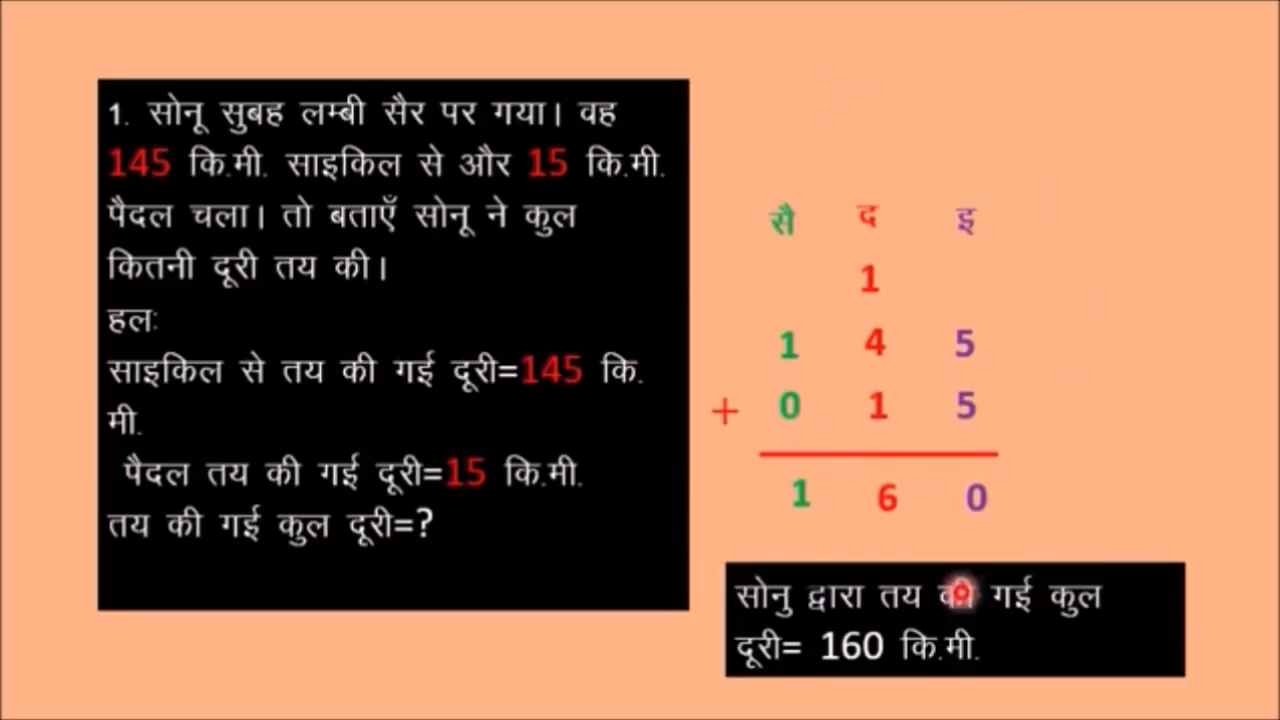 1. सोनू सुबह लम्बी सैर पर गया। वह
145 कि.मी. साइकिल से और 15 कि.मी.
पैदल चला। तो बताएँ सोनू ने कुल
कितनी दूरी तय की।
हलः
साइकिल से तय की गई दूरी=145 कि.
मी.
पैदल तय की गई दूरी=15 कि.मी.
तय की गई कुल दूरी=?
सै द इ
1
1 4 5
+ 0 1 5
1 6 0
सोनु द्वारा तय की गई कुल
दूरी= 160 कि.मी.